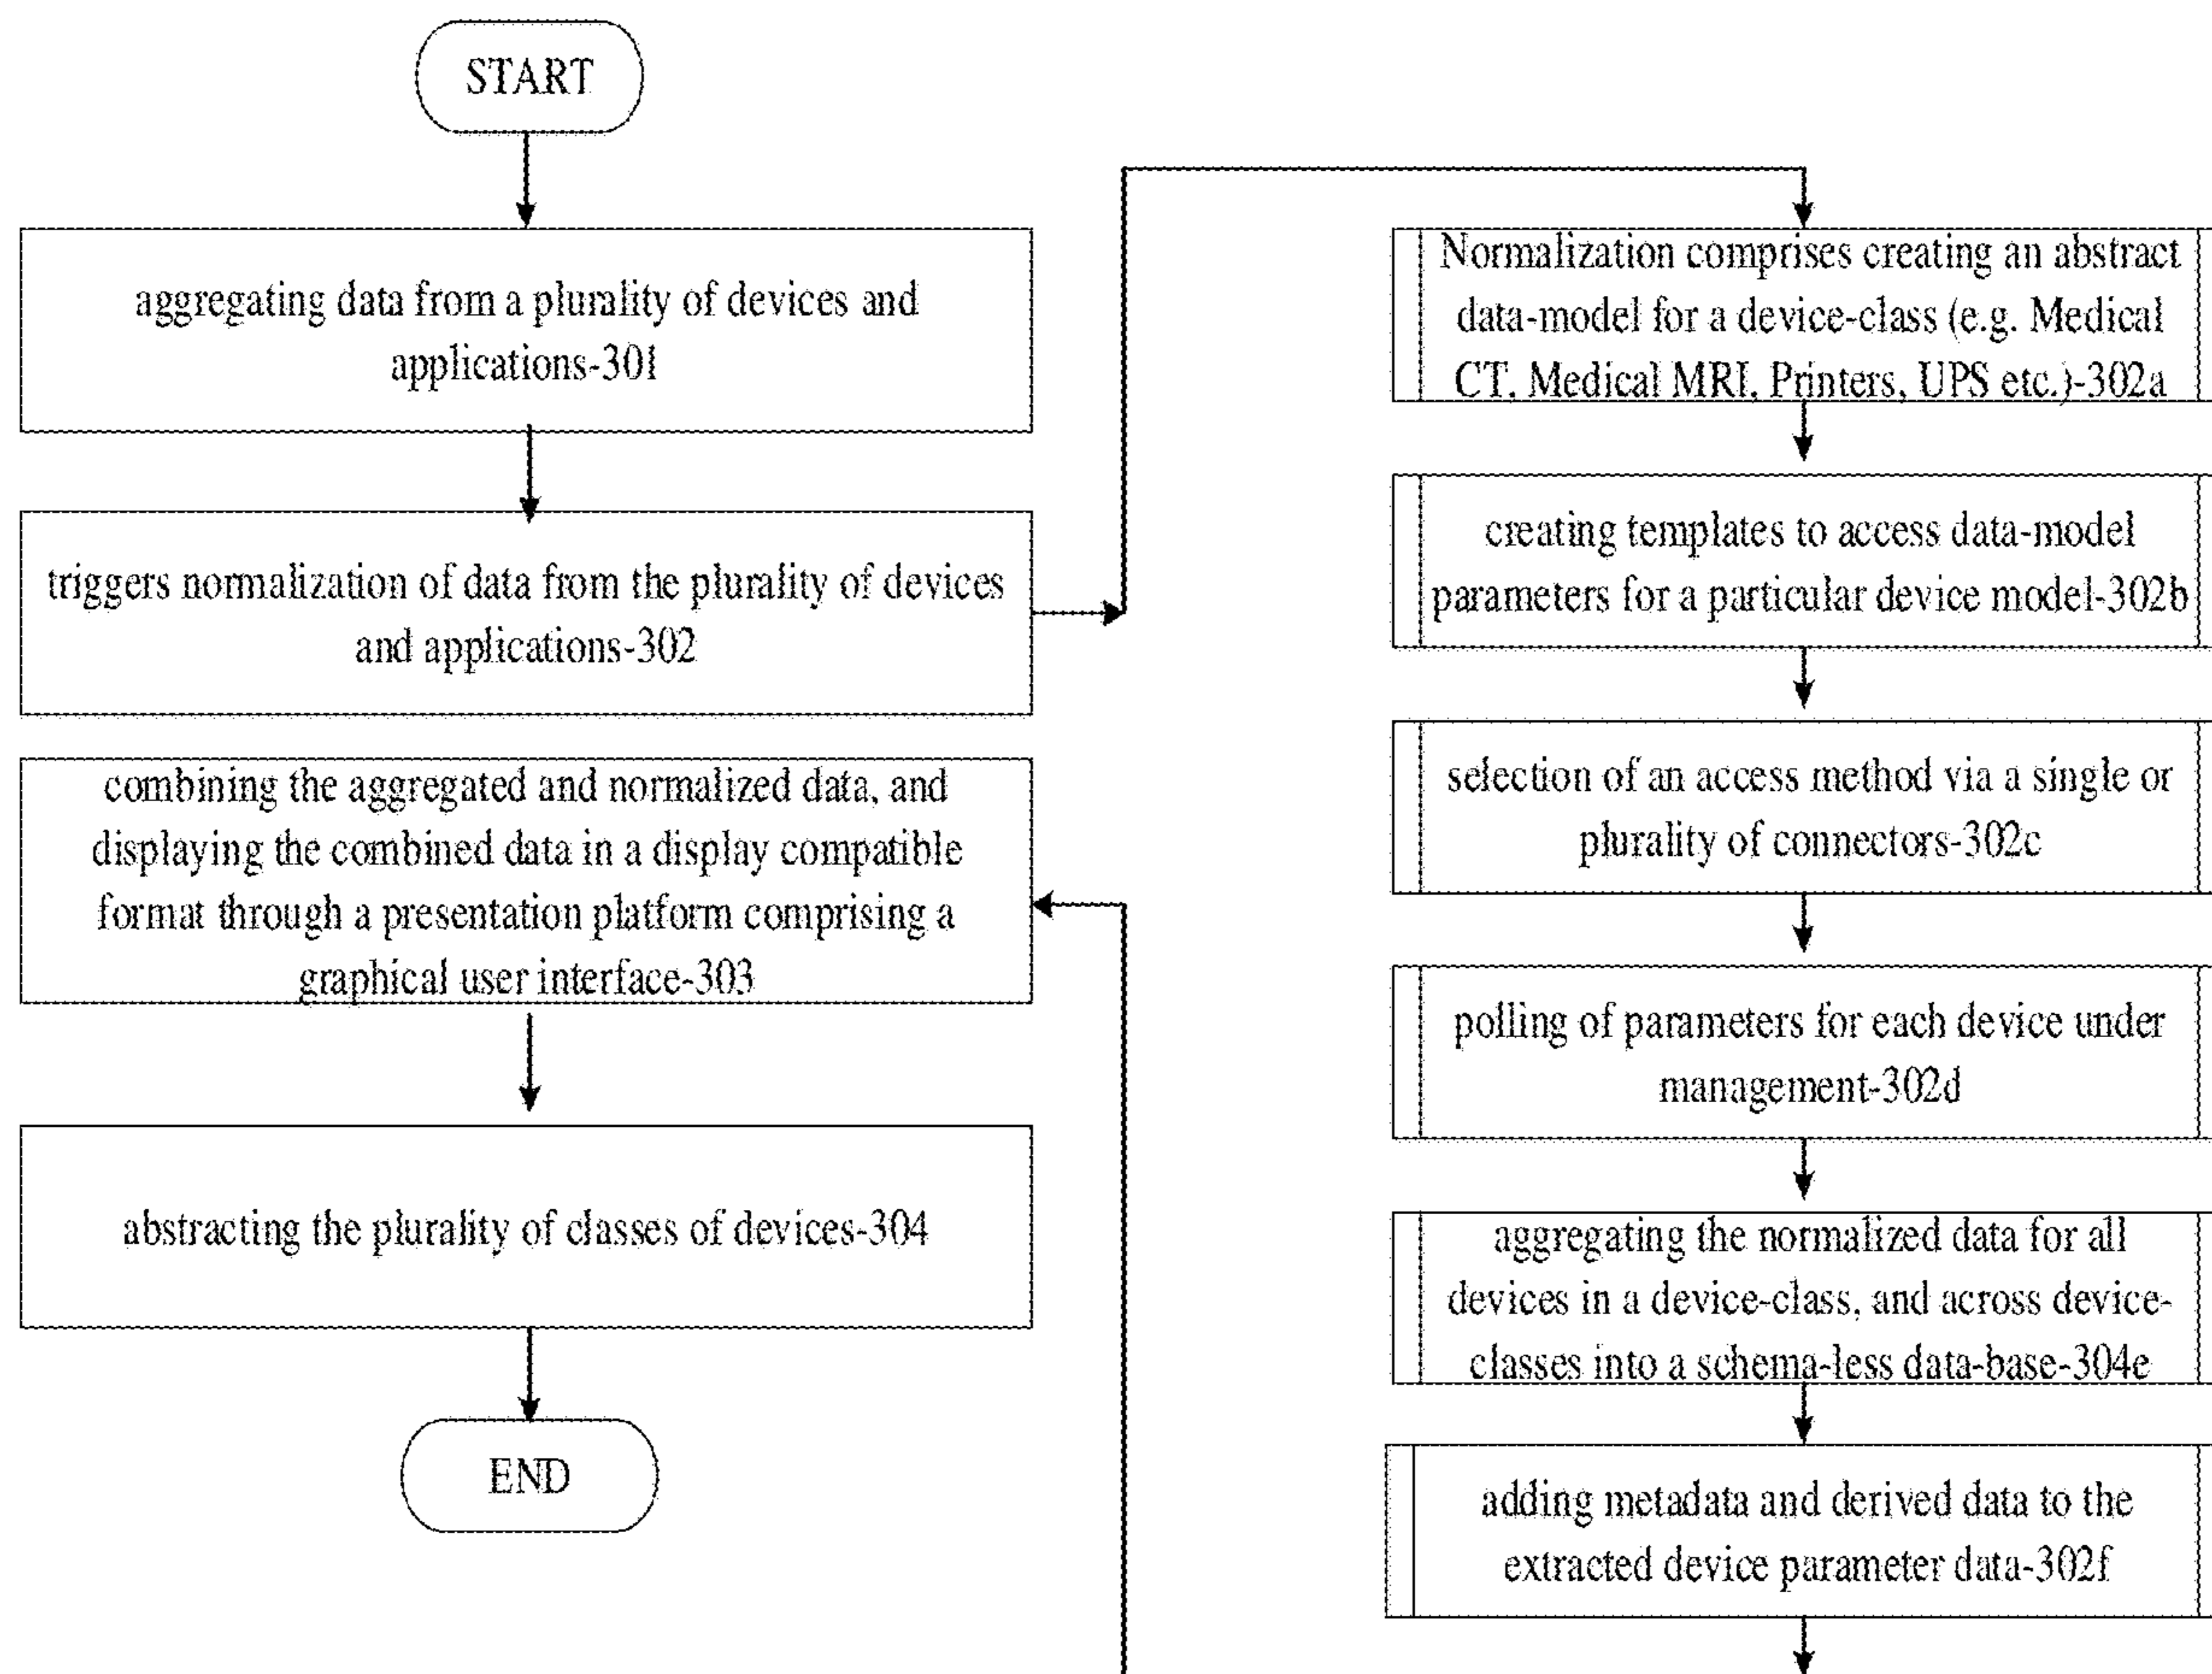 START
aggregating data from a plurality of devices and
applications-301
triggers normalization of data from the plurality of devices
and applications-302
combining the aggregated and normalized data, and
displaying the combined data in a display compatible
format through a presentation platform comprising a
graphical user interface-303
abstracting the plurality of classes of devices-304
END
Normalization comprises creating an abstract
data-model for a device-class (e.g. Medical
CT, Medical MRI, Printers, UPS etc.)-302a
creating templates to access data-model
parameters for a particular device model-302b
selection of an access method via a single or
plurality of connectors-302c
polling of parameters for each device under
management-302d
aggregating the normalized data for all
devices in a device-class, and across device-
classes into a schema-less data-base-304e
adding metadata and derived data to the
extracted device parameter data-302f